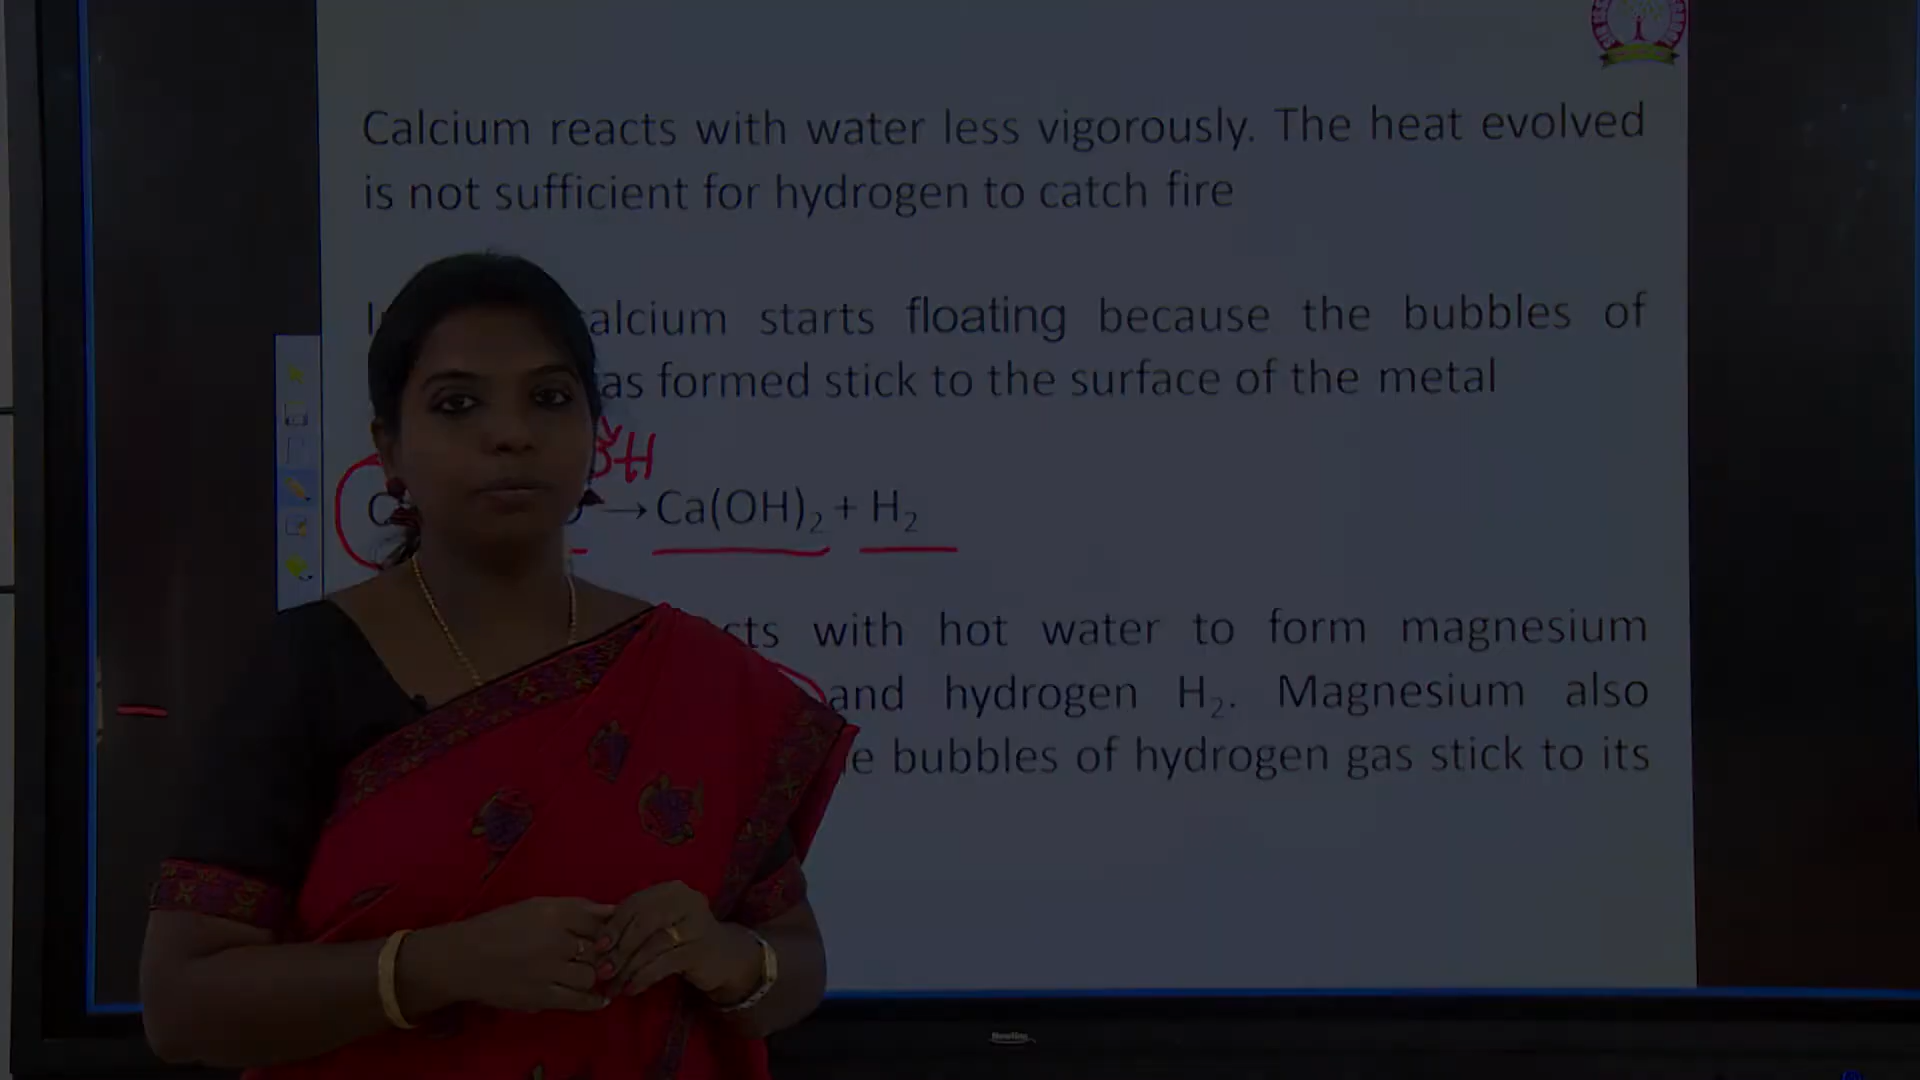 Calcium reacts with water less vigorously. The heat evolved
is not sufficient for hydrogen to catch fire
alcium starts floating because the bubbles of
as formed stick to the surface of the metal
H
→Ca(OH)₂ + H₂
cts with hot water to form magnesium
and hydrogen H₂. Magnesium also
e bubbles of hydrogen gas stick to its